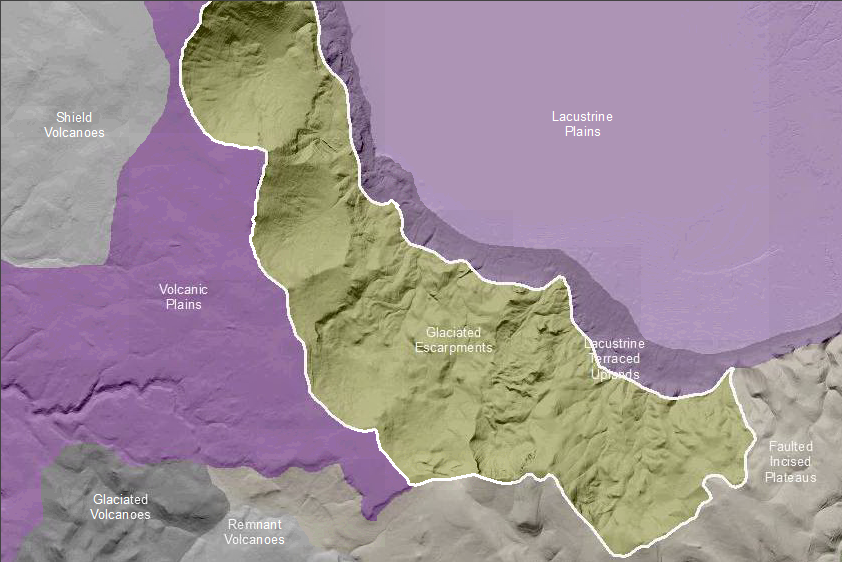 Shield
Volcanoes
Lacustrine
Plains
Volcanic
Plains
Glaciated
Escarpments
Lacustrine
Terraced
Uplands
Faulted
Incised
Plateaus
Glaciated
Volcanoes
Remnant
Volcanoes